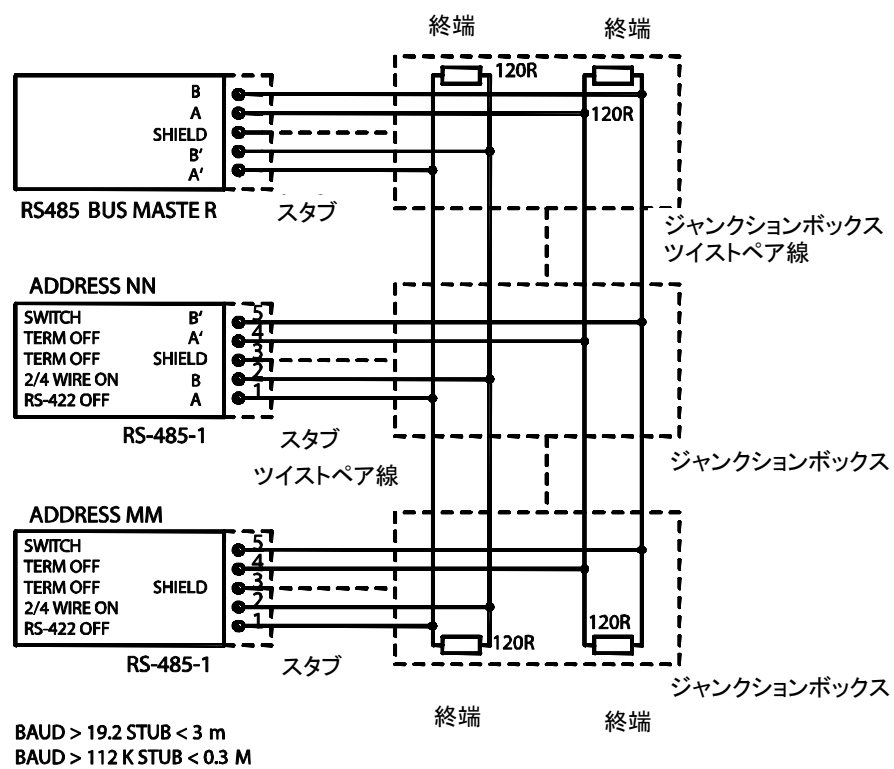 終端
終端
120R
120R
B
A
SHIELD
B'
A'
RS485 BUS MASTE R
スタブ
ジャンクションボックス
ツイストペア線
ADDRESS NN
SWITCH B' 5
TERM OFF A' 4
TERM OFF SHIELD 3
2/4 WIRE ON B 2
RS-422 OFF A 1
RS-485-1
スタブ
ツイストペア線
ジャンクションボックス
ADDRESS MM
SWITCH 5
TERM OFF 4
TERM OFF SHIELD 3
2/4 WIRE ON 2
RS-422 OFF 1
120R
120R
RS-485-1
スタブ
ジャンクションボックス
終端
終端
BAUD > 19.2 STUB < 3 m
BAUD > 112 K STUB < 0.3 M